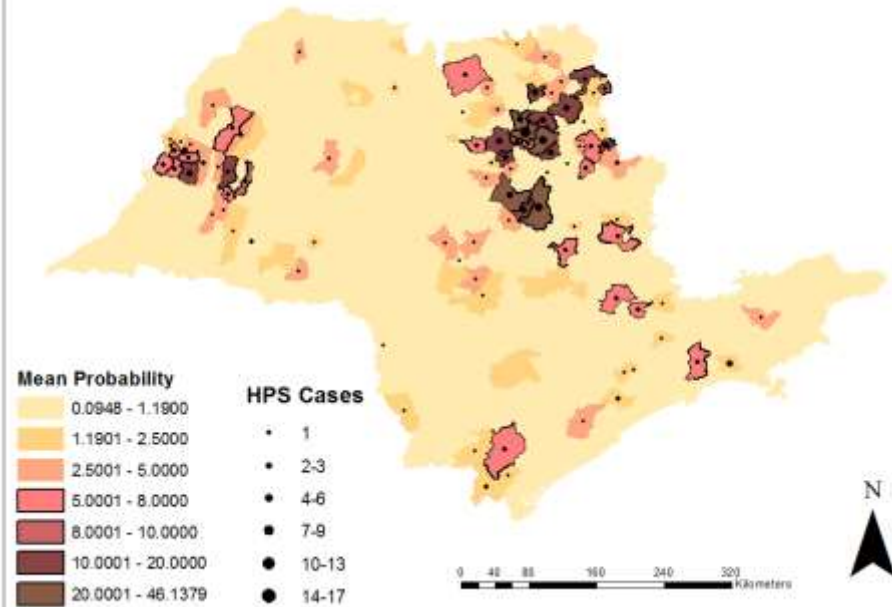 Mean Probability
0.0948 - 1.1900
1.1901 - 2.5000
2.5001 - 5.0000
5.0001 - 8.0000
8.0001 - 10.0000
10.0001 - 20.0000
20.0001 - 46.1379
HPS Cases
1
2-3
4-6
7-9
10-13
14-17
N
0 40 80 160 240 320
Kilometers